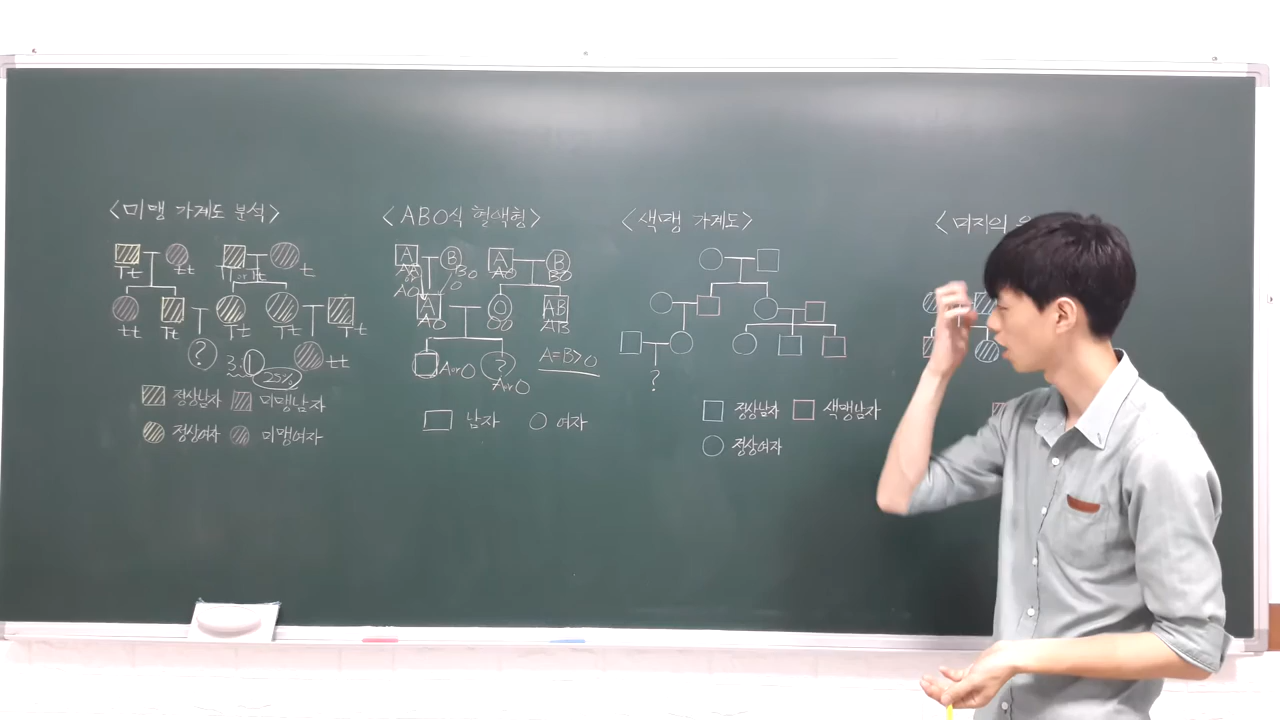 <미맹 가계도 분석>
Tt tt Tt t
tt Tt Tt Tt Tt
? tt
3:1
25%
정상남자 미맹남자
정상여자 미맹여자
<ABO식 혈액형>
A B A B
BO AO BO
AO O
A O AB
AO OO
A or O ? A=B>O
A or O
남자 여자
<색맹 가계도>
?
정상남자 색맹남자
정상여자
<여자의